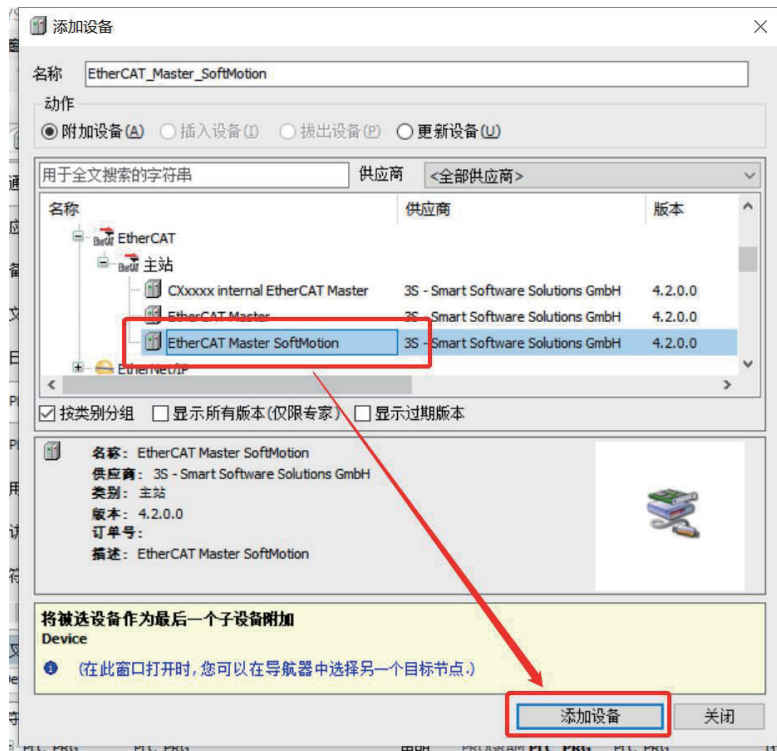 添加设备
名称 EtherCAT_Master_SoftMotion
动作
附加设备(A) 插入设备(I) 拔出设备(P) 更新设备(U)
用于全文搜索的字符串 供应商 <全部供应商>
名称 供应商 版本
EtherCAT
主站
CXxxxx internal EtherCAT Master 3S - Smart Software Solutions GmbH 4.2.0.0
EtherCAT Master 3S - Smart Software Solutions GmbH 4.2.0.0
EtherCAT Master SoftMotion 3S - Smart Software Solutions GmbH 4.2.0.0
EtherNet/IP
按类别分组 显示所有版本(仅限专家) 显示过期版本
名称: EtherCAT Master SoftMotion
供应商: 3S - Smart Software Solutions GmbH
类别: 主站
版本: 4.2.0.0
订单号:
描述: EtherCAT Master SoftMotion
将被选设备作为最后一个子设备附加
Device
(在此窗口打开时,您可以在导航器中选择另一个目标节点.)
添加设备 关闭